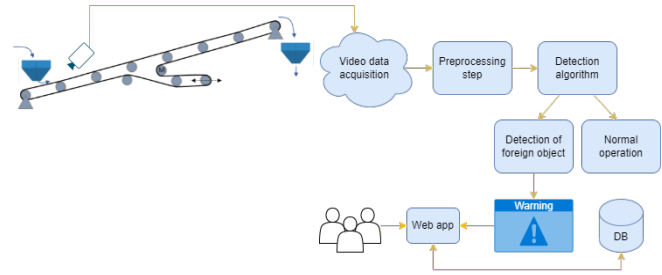 M
Video data
acquisition
Preprocessing
step
Detection
algorithm
Detection of
foreign object
Normal
operation
Warning
Web app
DB